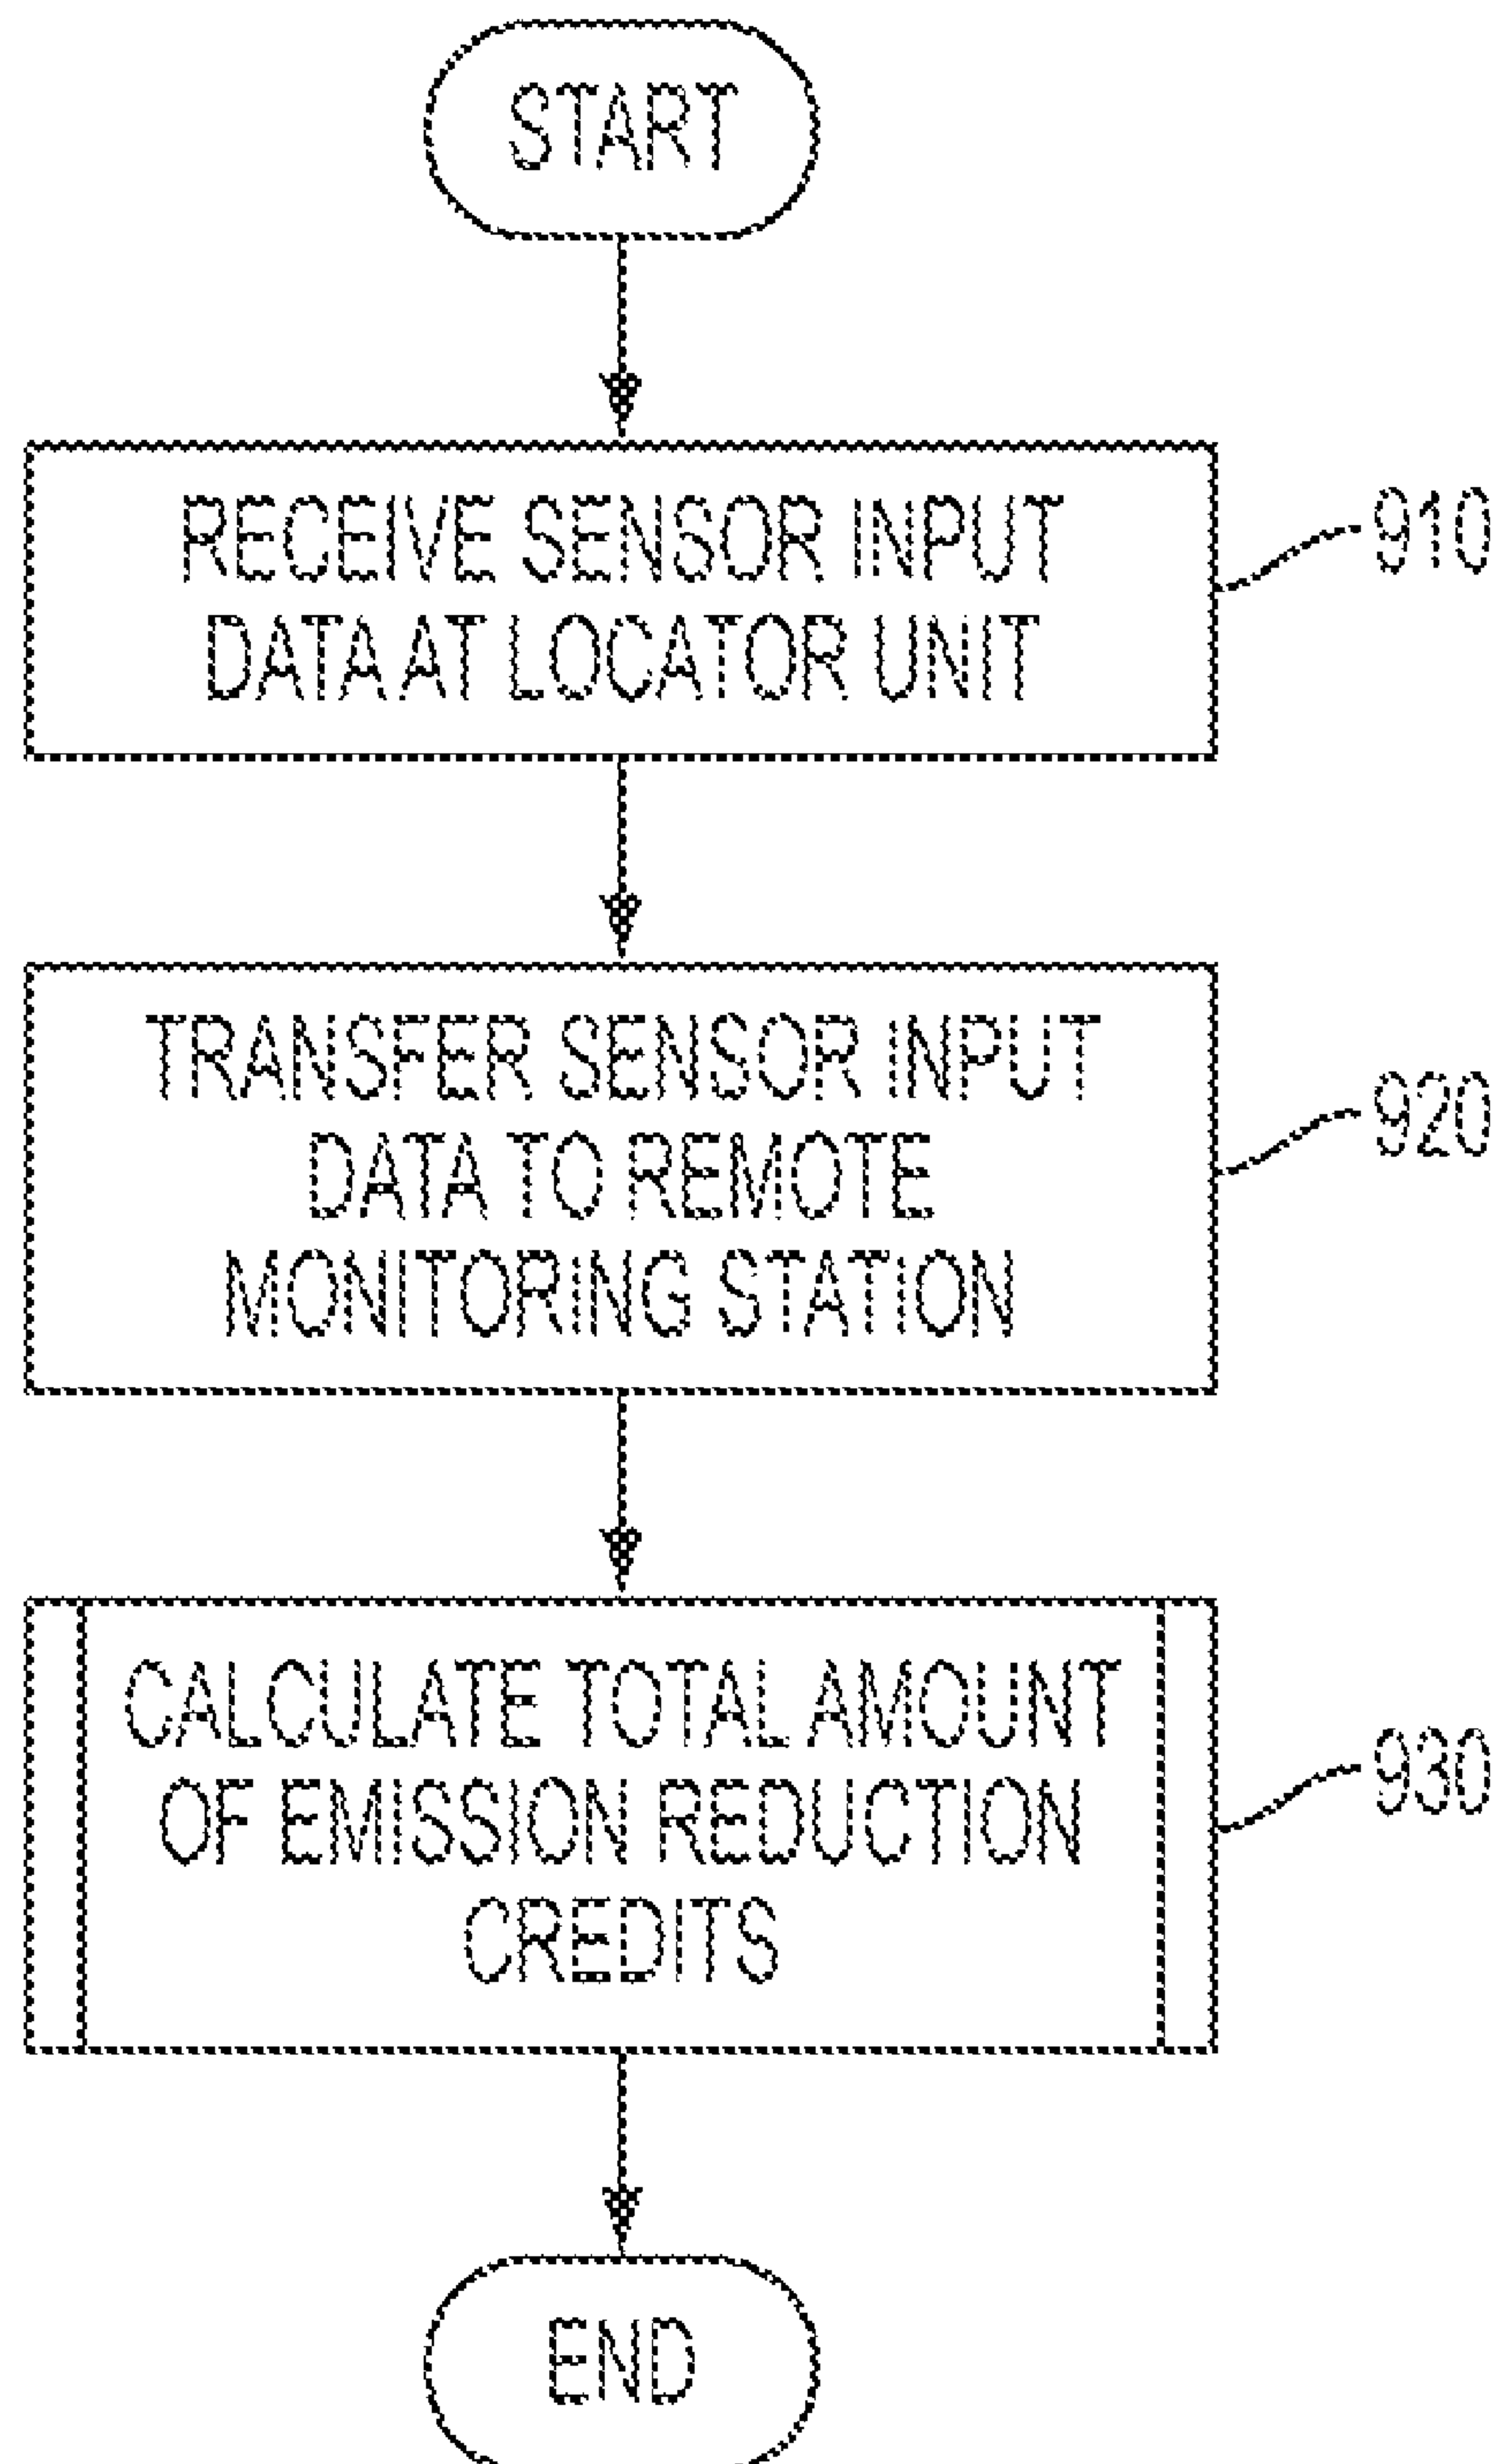 START
RECEIVE SENSOR INPUT
DATA AT LOCATOR UNIT
910
TRANSFER SENSOR INPUT
DATA TO REMOTE
MONITORING STATION
920
CALCULATE TOTAL AMOUNT
OF EMISSION REDUCTION
CREDITS
930
END